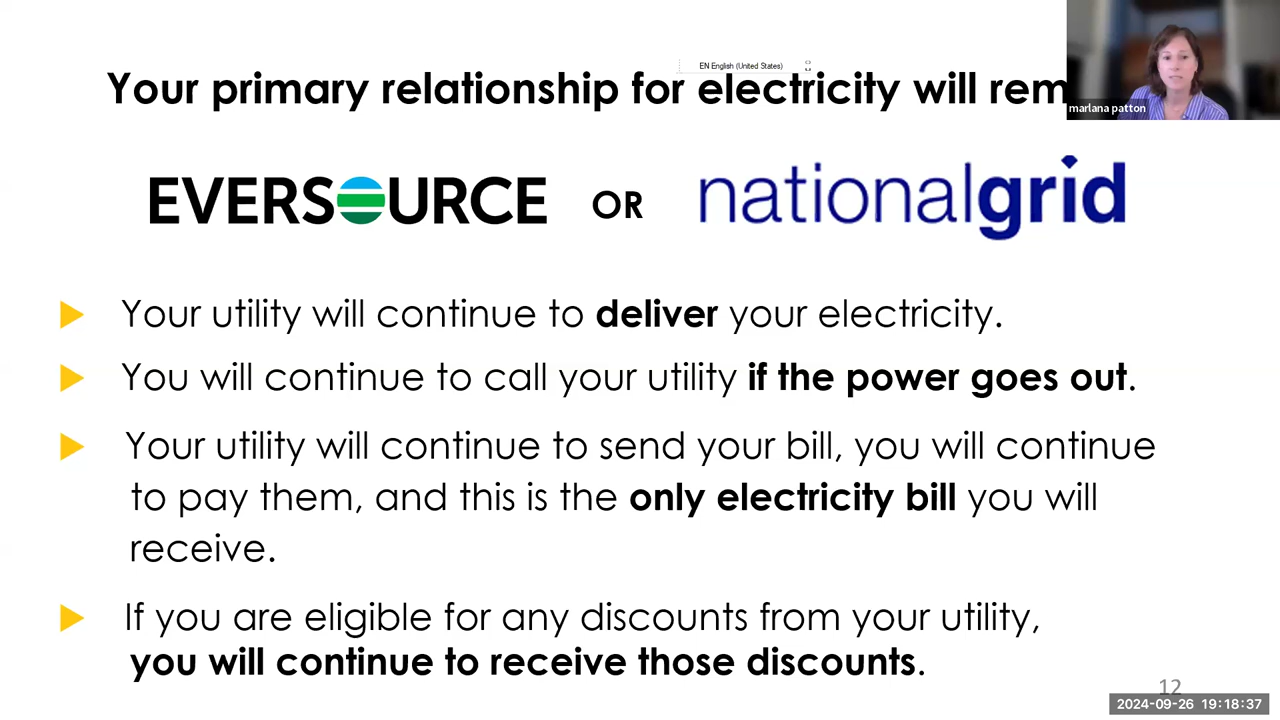 EN English (United States)
Your primary relationship for electricity will rem
marlana patton
EVERSOURCE OR nationalgrid
Your utility will continue to deliver your electricity.
You will continue to call your utility if the power goes out.
Your utility will continue to send your bill, you will continue
to pay them, and this is the only electricity bill you will
receive.
If you are eligible for any discounts from your utility,
you will continue to receive those discounts.
12
2024-09-26 19:18:37